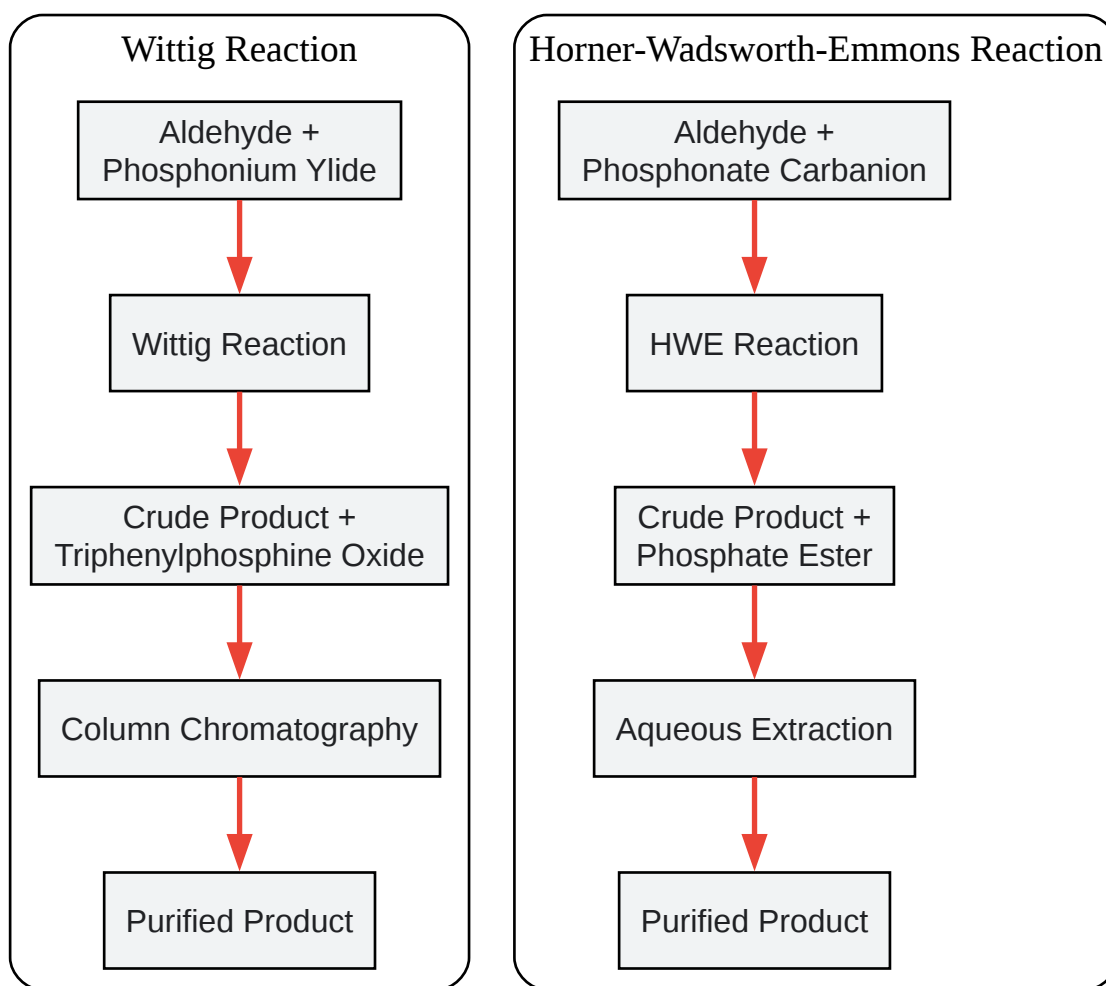 Wittig Reaction
Aldehyde +
Phosphonium Ylide
Wittig Reaction
Crude Product +
Triphenylphosphine Oxide
Column Chromatography
Purified Product
Horner-Wadsworth-Emmons Reaction
Aldehyde +
Phosphonate Carbanion
HWE Reaction
Crude Product +
Phosphate Ester
Aqueous Extraction
Purified Product